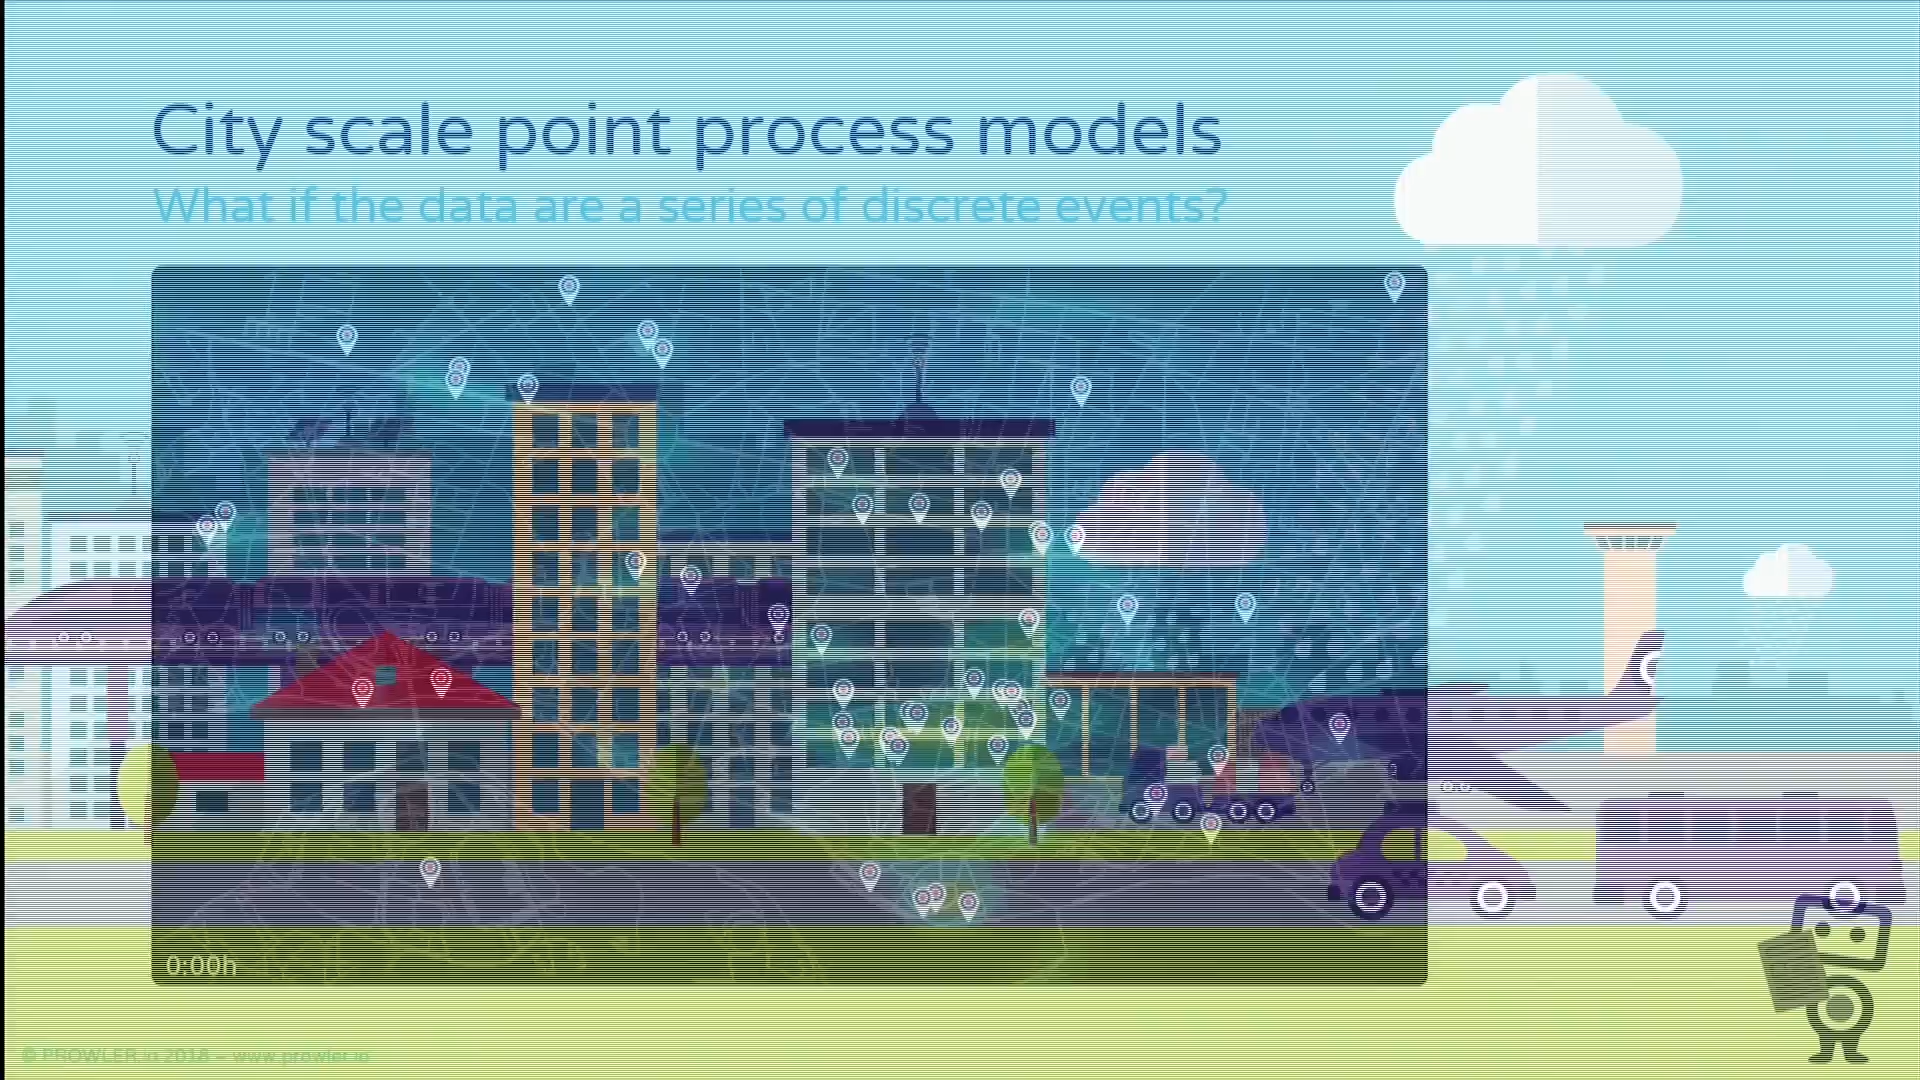 City scale point process models
What if the data are a series of discrete events?
0:00h
© PROWLER.io 2018 – www.prowler.io